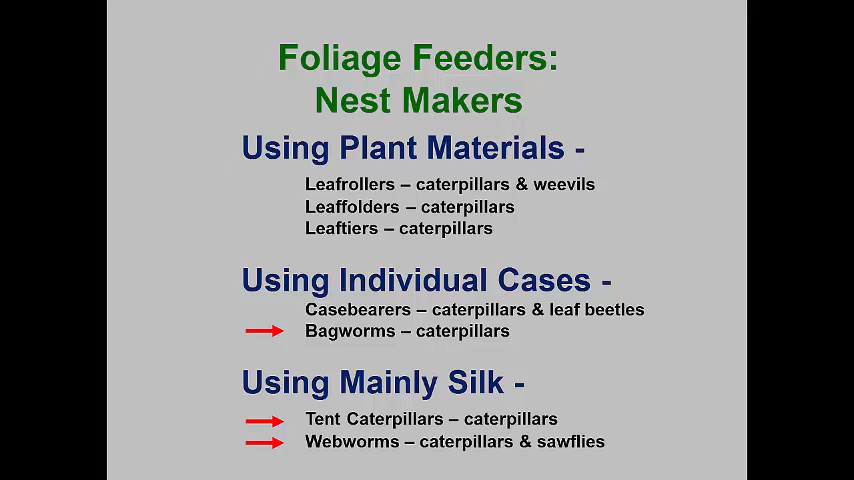 Foliage Feeders:
Nest Makers
Using Plant Materials -
Leafrollers – caterpillars & weevils
Leaffolders – caterpillars
Leaftiers – caterpillars
Using Individual Cases -
Casebearers – caterpillars & leaf beetles
Bagworms – caterpillars
Using Mainly Silk -
Tent Caterpillars – caterpillars
Webworms – caterpillars & sawflies